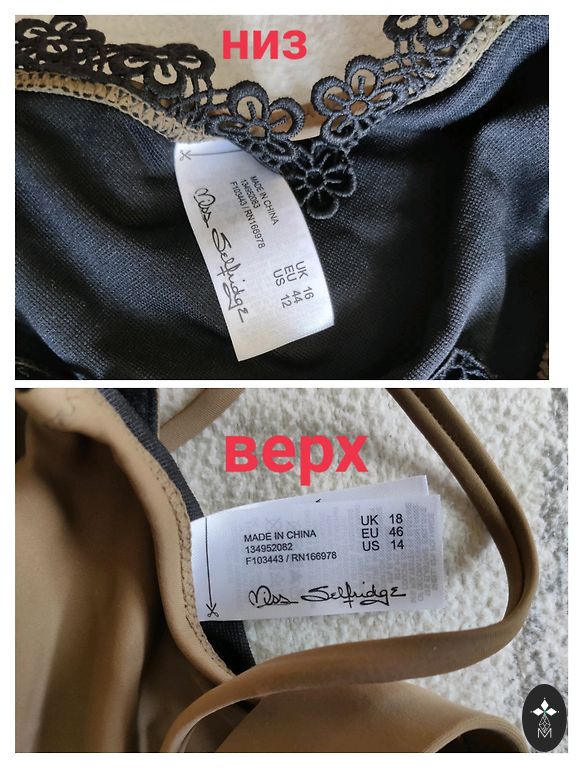 низ
MADE IN CHINA
134952083
F103443 / RN166978
Miss Selfridge
UK 16
EU 44
US 12
верх
MADE IN CHINA
134952082
F103443 / RN166978
UK 18
EU 46
US 14
Miss Selfridge
M